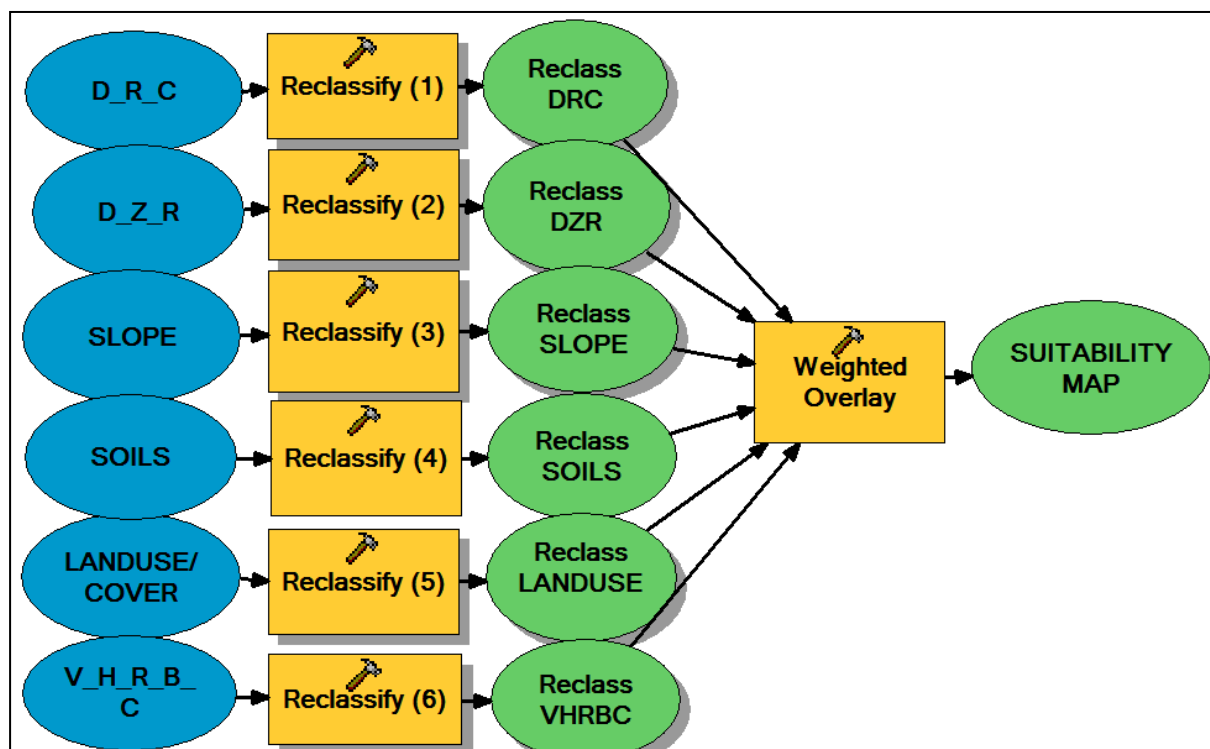 D_R_C
Reclassify (1)
Reclass
DRC
D_Z_R
Reclassify (2)
Reclass
DZR
SLOPE
Reclassify (3)
Reclass
SLOPE
Weighted
Overlay
SUITABILITY
MAP
SOILS
Reclassify (4)
Reclass
SOILS
LANDUSE/
COVER
Reclassify (5)
Reclass
LANDUSE
V_H_R_B_
C
Reclassify (6)
Reclass
VHRBC